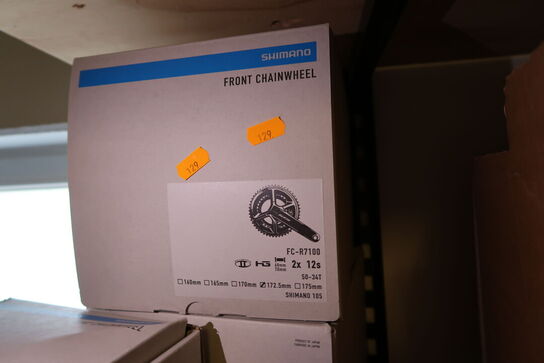 SHIMANO
FRONT CHAINWHEEL
129
129
FC-R7100
HG 2x 12s
50-34T
160mm 165mm 170mm 172.5mm 175mm
SHIMANO 105